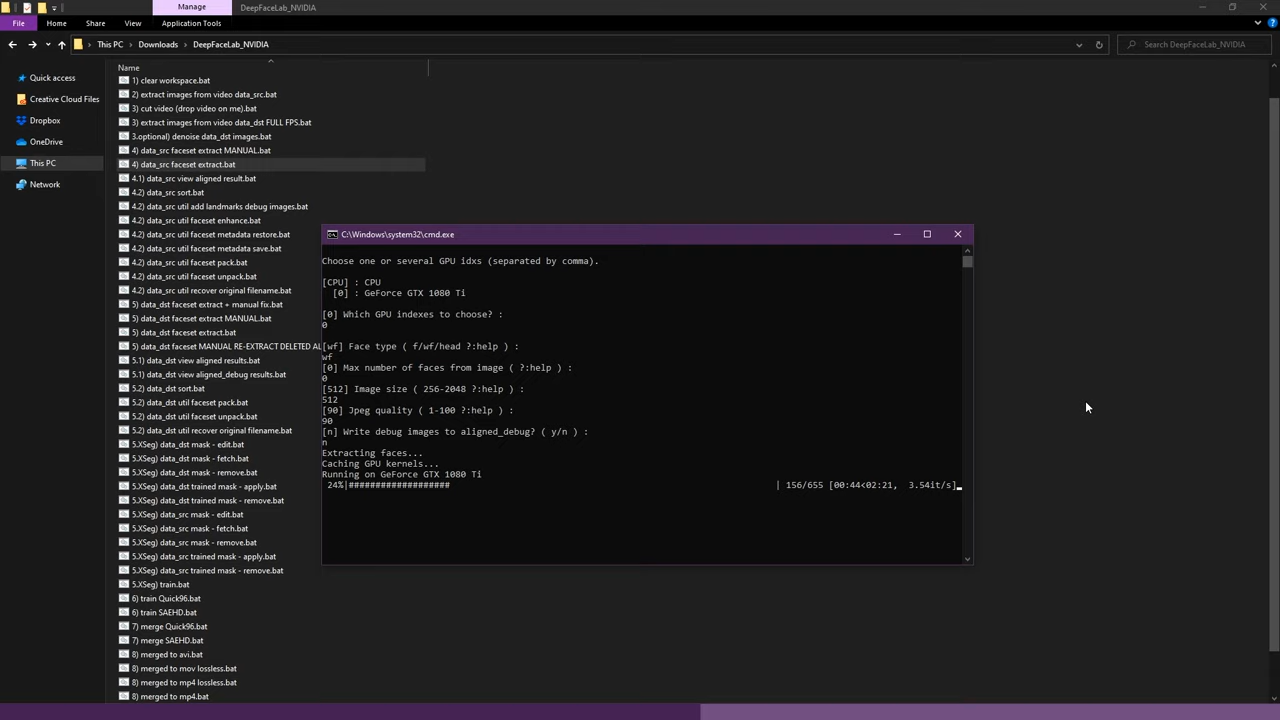 Manage
DeepFaceLab_NVIDIA
File
Home
Share
View
Application Tools
This PC
Downloads
DeepFaceLab_NVIDIA
Search DeepFaceLab_NVIDIA
Quick access
Creative Cloud Files
Dropbox
OneDrive
This PC
Network
Name
1) clear workspace.bat
2) extract images from video data_src.bat
3) cut video (drop video on me).bat
3) extract images from video data_dst FULL FPS.bat
3.optional) denoise data_dst images.bat
4) data_src faceset extract MANUAL.bat
4) data_src faceset extract.bat
4.1) data_src view aligned result.bat
4.2) data_src sort.bat
4.2) data_src util add landmarks debug images.bat
4.2) data_src util faceset enhance.bat
4.2) data_src util faceset metadata restore.bat
4.2) data_src util faceset metadata save.bat
4.2) data_src util faceset pack.bat
4.2) data_src util faceset unpack.bat
4.2) data_src util recover original filename.bat
5) data_dst faceset extract + manual fix.bat
5) data_dst faceset extract MANUAL.bat
5) data_dst faceset extract.bat
5) data_dst faceset MANUAL RE-EXTRACT DELETED AL
5.1) data_dst view aligned results.bat
5.1) data_dst view aligned_debug results.bat
5.2) data_dst sort.bat
5.2) data_dst util faceset pack.bat
5.2) data_dst util faceset unpack.bat
5.2) data_dst util recover original filename.bat
5.XSeg) data_dst mask - edit.bat
5.XSeg) data_dst mask - fetch.bat
5.XSeg) data_dst mask - remove.bat
5.XSeg) data_dst trained mask - apply.bat
5.XSeg) data_dst trained mask - remove.bat
5.XSeg) data_src mask - edit.bat
5.XSeg) data_src mask - fetch.bat
5.XSeg) data_src mask - remove.bat
5.XSeg) data_src trained mask - apply.bat
5.XSeg) data_src trained mask - remove.bat
5.XSeg) train.bat
6) train Quick96.bat
6) train SAEHD.bat
7) merge Quick96.bat
7) merge SAEHD.bat
8) merged to avi.bat
8) merged to mov lossless.bat
8) merged to mp4 lossless.bat
8) merged to mp4.bat
C:\Windows\system32\cmd.exe
Choose one or several GPU idxs (separated by comma).
[CPU] : CPU
[0] : GeForce GTX 1080 Ti
[0] Which GPU indexes to choose? :
0
[wf] Face type ( f/wf/head ?:help ) :
wf
[0] Max number of faces from image ( ?:help ) :
0
[512] Image size ( 256-2048 ?:help ) :
512
[90] Jpeg quality ( 1-100 ?:help ) :
90
[n] Write debug images to aligned_debug? ( y/n ) :
n
Extracting faces...
Caching GPU kernels...
Running on GeForce GTX 1080 Ti
24%|################### | 156/655 [00:44<02:21, 3.54it/s]